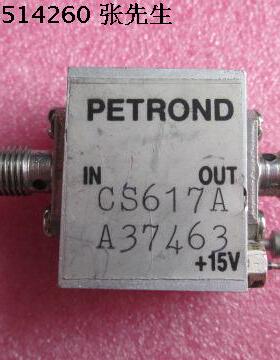 514260 张先生
PETROND
IN OUT
CS617A
A37463
+15V